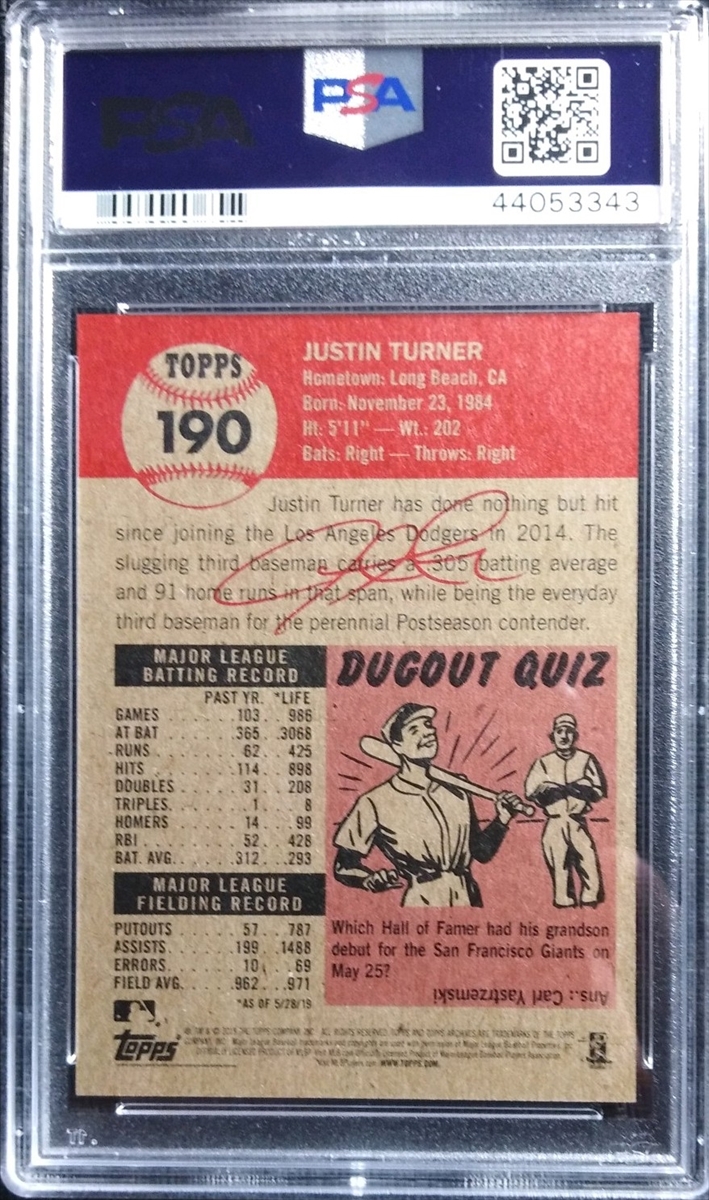 PSA
PSA
44053343
TOPPS
190
JUSTIN TURNER
Hometown: Long Beach, CA
Born: November 23, 1984
Ht: 5'11" — Wt.: 202
Bats: Right — Throws: Right
Justin Turner has done nothing but hit
since joining the Los Angeles Dodgers in 2014. The
slugging third baseman carries a .305 batting average
and 91 home runs in that span, while being the everyday
third baseman for the perennial Postseason contender.
MAJOR LEAGUE
BATTING RECORD
PAST YR. *LIFE
GAMES 103 986
AT BAT 365 3068
RUNS 62 425
HITS 114 898
DOUBLES 31 208
TRIPLES 1 8
HOMERS 14 99
RBI 52 428
BAT. AVG. .312 .293
MAJOR LEAGUE
FIELDING RECORD
PUTOUTS 57 787
ASSISTS 199 1488
ERRORS 10 69
FIELD AVG. .962 .971
*AS OF 5/28/19
DUGOUT QUIZ
Which Hall of Famer had his grandson
debut for the San Francisco Giants on
May 25?
Ans.: Carl Yastrzemski
topps
WWW.TOPPS.COM